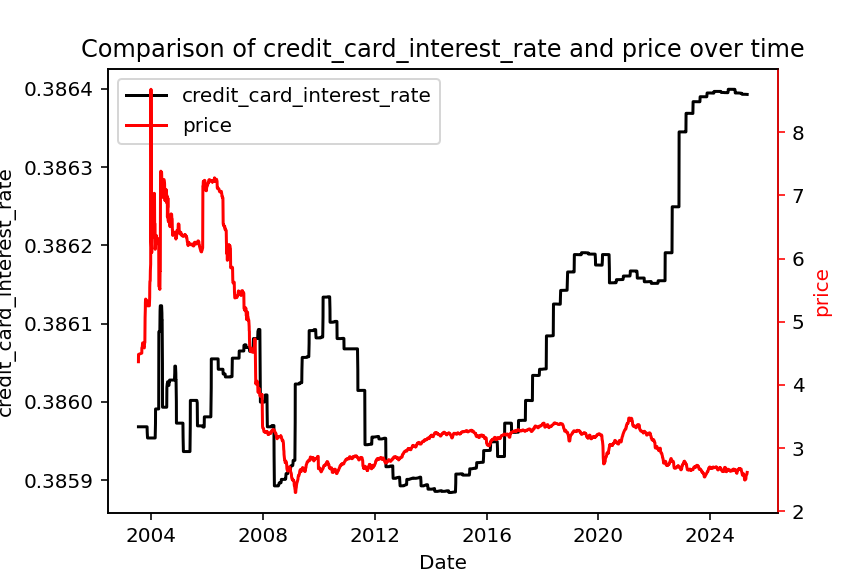 Comparison of credit_card_interest_rate and price over time
credit_card_interest_rate
price
0.3864
0.3863
0.3862
0.3861
0.3860
0.3859
credit_card_interest_rate
8
7
6
5
4
3
2
price
2004 2008 2012 2016 2020 2024
Date